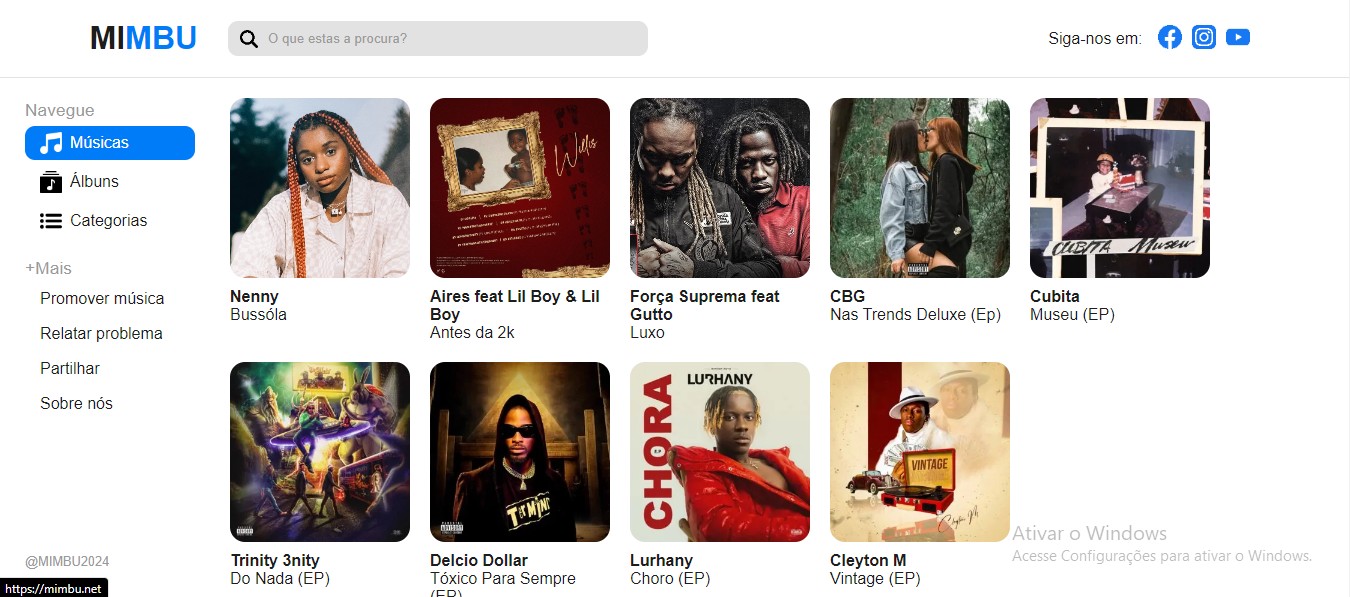 MIMBU
O que estas a procura?
Siga-nos em:
Navegue
Músicas
Álbuns
Categorias
+Mais
Promover música
Relatar problema
Partilhar
Sobre nós
@MIMBU2024
https://mimbu.net
Willis
CUBITA Museu
Nenny
Bussóla
Aires feat Lil Boy & Lil
Boy
Antes da 2k
Força Suprema feat
Gutto
Luxo
CBG
Nas Trends Deluxe (Ep)
Cubita
Museu (EP)
LURHANY
CHORA
VINTAGE
Cleyton M
Trinity 3nity
Do Nada (EP)
Delcio Dollar
Tóxico Para Sempre
(EP)
Lurhany
Choro (EP)
Cleyton M
Vintage (EP)
Ativar o Windows
Acesse Configurações para ativar o Windows.